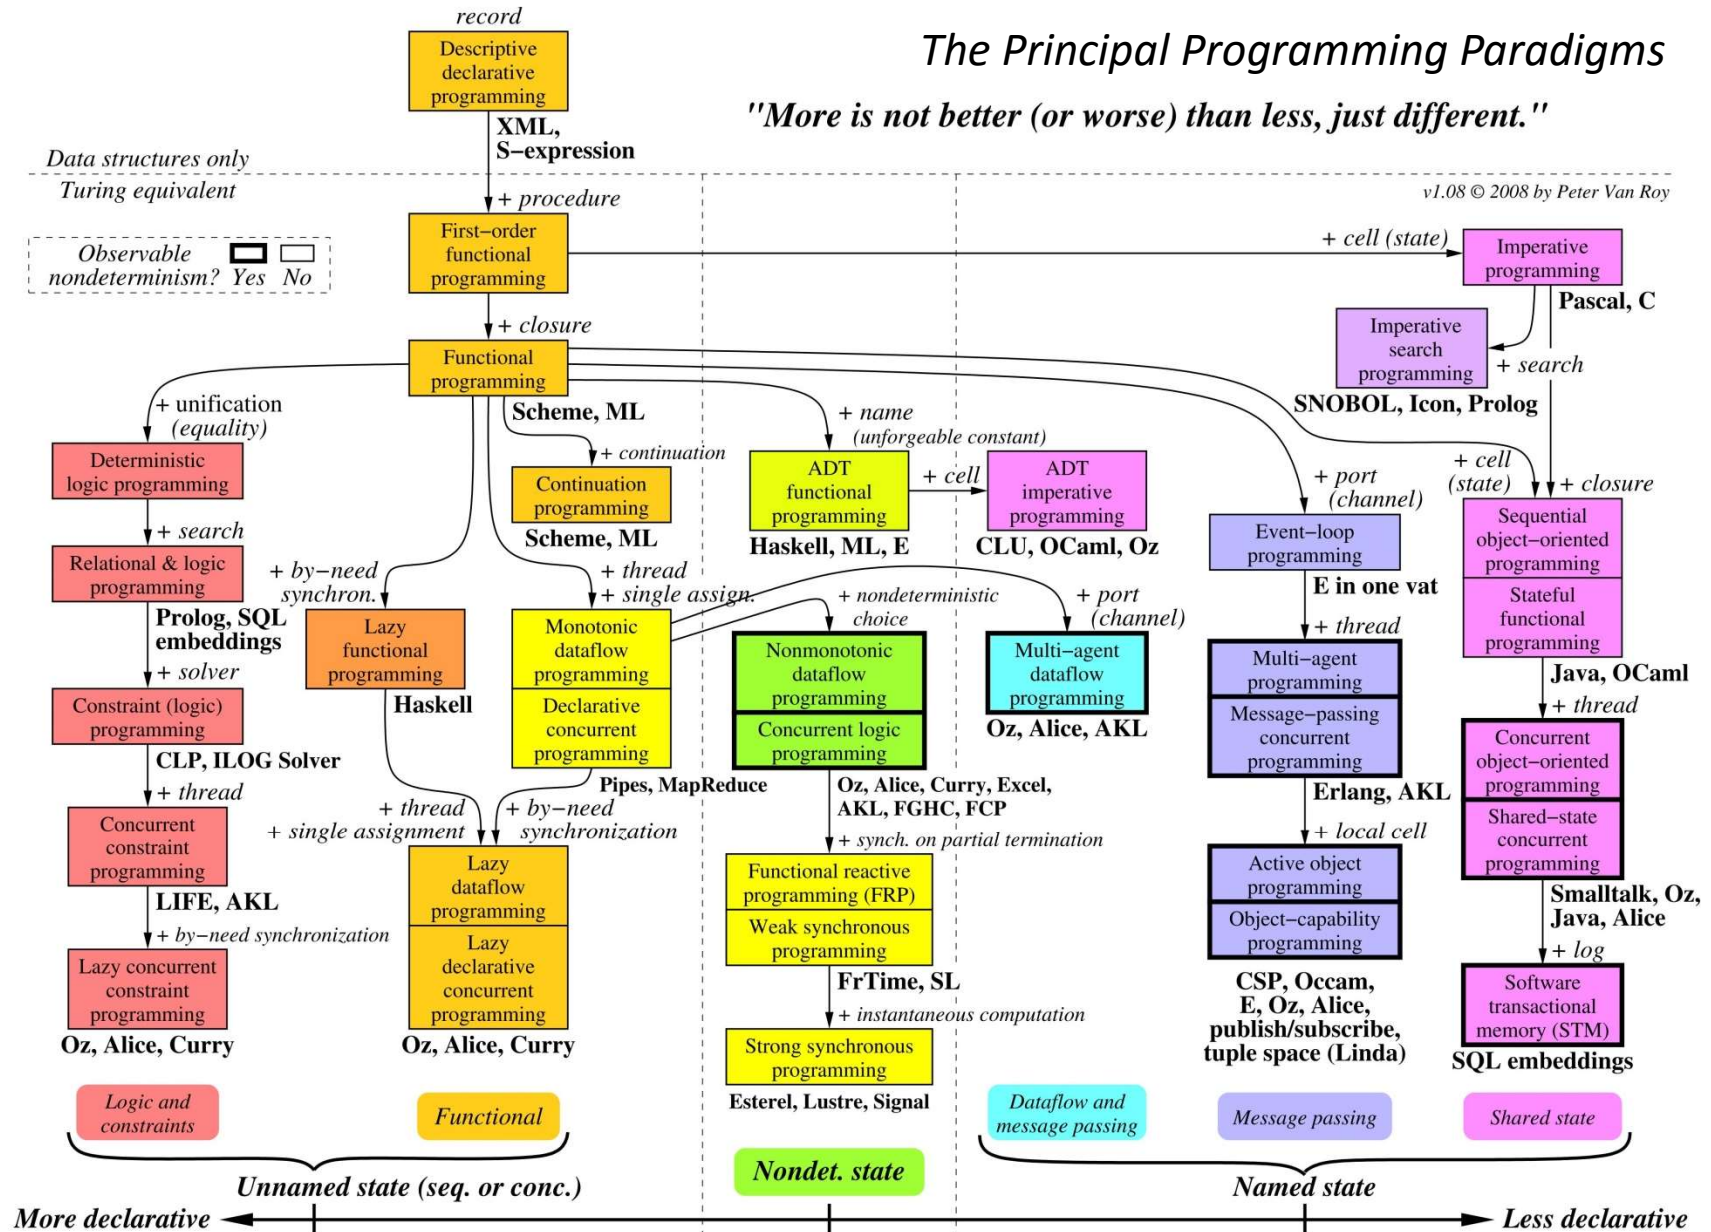 The Principal Programming Paradigms
"More is not better (or worse) than less, just different."
v1.08 © 2008 by Peter Van Roy
record
Descriptive
declarative
programming
XML,
S−expression
Data structures only
Turing equivalent
+ procedure
Observable
nondeterminism? Yes No
First−order
functional
programming
+ cell (state)
Imperative
programming
Pascal, C
+ closure
Functional
programming
Scheme, ML
Imperative
search
programming
+ search
SNOBOL, Icon, Prolog
+ unification
(equality)
Deterministic
logic programming
+ search
Relational & logic
programming
Prolog, SQL
embeddings
+ solver
Constraint (logic)
programming
CLP, ILOG Solver
+ thread
Concurrent
constraint
programming
LIFE, AKL
+ by−need synchronization
Lazy concurrent
constraint
programming
Oz, Alice, Curry
+ continuation
Continuation
programming
Scheme, ML
+ by−need
synchron.
Lazy
functional
programming
Haskell
+ thread
+ single assignment
+ thread
+ single assign.
Monotonic
dataflow
programming
Declarative
concurrent
programming
Pipes, MapReduce
+ by−need
synchronization
Lazy
dataflow
programming
Lazy
declarative
concurrent
programming
Oz, Alice, Curry
+ name
(unforgeable constant)
ADT
functional
programming
Haskell, ML, E
+ cell
ADT
imperative
programming
CLU, OCaml, Oz
+ nondeterministic
choice
Nonmonotonic
dataflow
programming
Concurrent logic
programming
Oz, Alice, Curry, Excel,
AKL, FGHC, FCP
+ synch. on partial termination
Functional reactive
programming (FRP)
Weak synchronous
programming
FrTime, SL
+ instantaneous computation
Strong synchronous
programming
Esterel, Lustre, Signal
+ port
(channel)
Multi−agent
dataflow
programming
Oz, Alice, AKL
+ port
(channel)
Event−loop
programming
E in one vat
+ thread
Multi−agent
programming
Message−passing
concurrent
programming
Erlang, AKL
+ local cell
Active object
programming
Object−capability
programming
CSP, Occam,
E, Oz, Alice,
publish/subscribe,
tuple space (Linda)
+ cell
(state)
+ closure
Sequential
object−oriented
programming
Stateful
functional
programming
Java, OCaml
+ thread
Concurrent
object−oriented
programming
Shared−state
concurrent
programming
Smalltalk, Oz,
Java, Alice
+ log
Software
transactional
memory (STM)
SQL embeddings
Logic and
constraints
Functional
Dataflow and
message passing
Message passing
Shared state
Unnamed state (seq. or conc.)
Nondet. state
Named state
More declarative
Less declarative